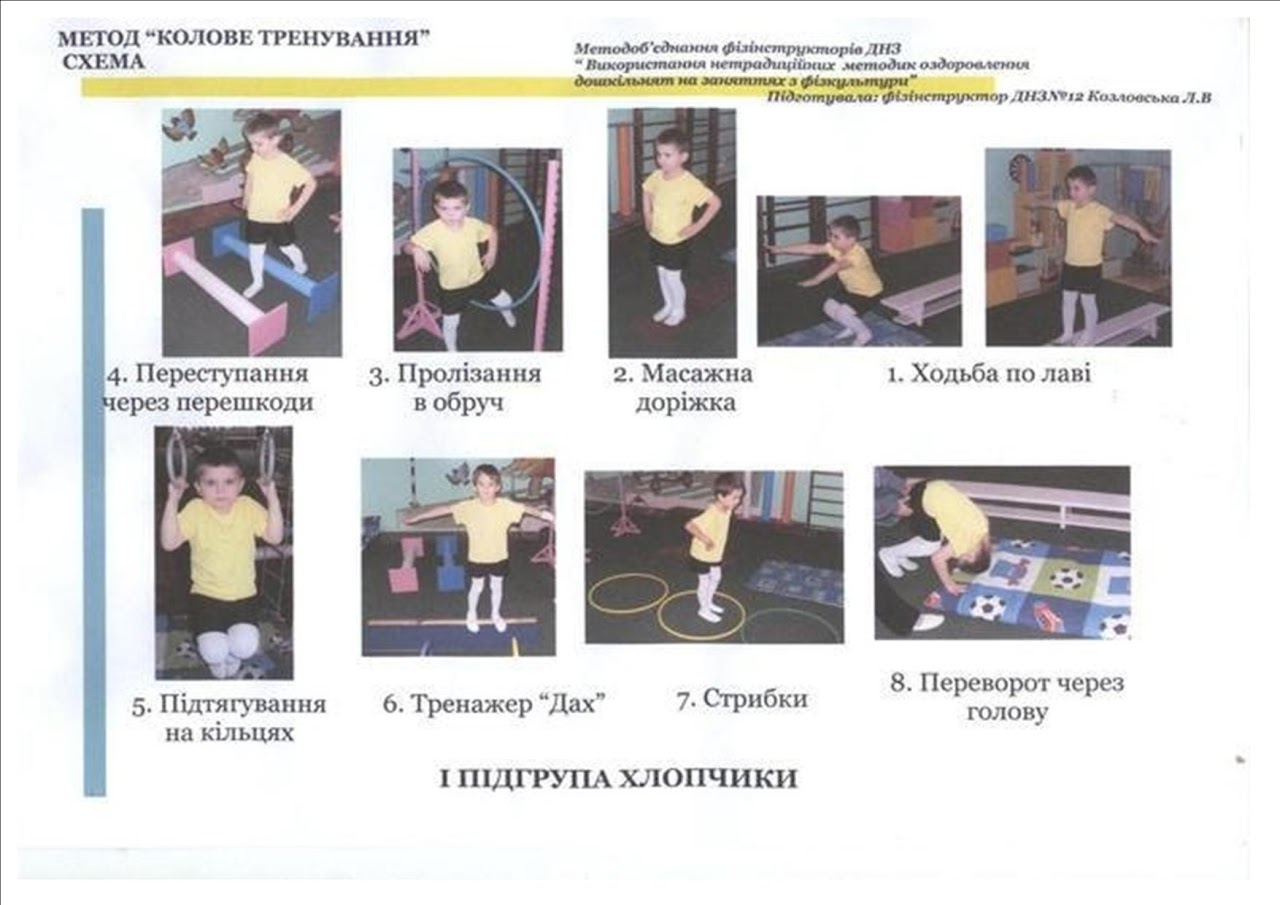 МЕТОД “КОЛОВЕ ТРЕНУВАННЯ”
СХЕМА
Методоб’єднання фізінструкторів ДНЗ
“ Використання нетрадиційних методик оздоровлення
дошкільнят на заняттях з фізкультури”
Підготувала: фізінструктор ДНЗ№12 Козловська Л.В
4. Переступання
через перешкоди
3. Пролізання
в обруч
2. Масажна
доріжка
1. Ходьба по лаві
5. Підтягування
на кільцях
6. Тренажер “Дах”
7. Стрибки
8. Переворот через
голову
І ПІДГРУПА ХЛОПЧИКИ